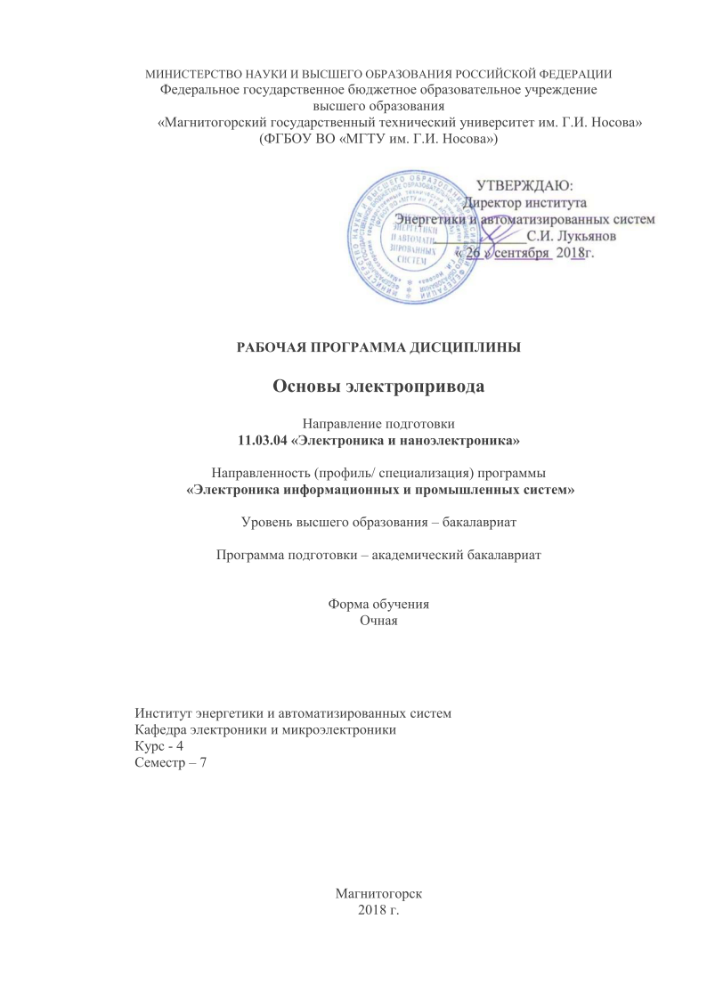 МИНИСТЕРСТВО НАУКИ И ВЫСШЕГО ОБРАЗОВАНИЯ РОССИЙСКОЙ ФЕДЕРАЦИИ
Федеральное государственное бюджетное образовательное учреждение
высшего образования
«Магнитогорский государственный технический университет им. Г.И. Носова»
(ФГБОУ ВО «МГТУ им. Г.И. Носова»)
УТВЕРЖДАЮ:
Директор института
Энергетики и автоматизированных систем
С.И. Лукьянов
« 26 » сентября 2018г.
ЭНЕРГЕТИКИ
И АВТОМАТИ
ЗИРОВАННЫХ
СИСТЕМ
РАБОЧАЯ ПРОГРАММА ДИСЦИПЛИНЫ
Основы электропривода
Направление подготовки
11.03.04 «Электроника и наноэлектроника»
Направленность (профиль/ специализация) программы
«Электроника информационных и промышленных систем»
Уровень высшего образования – бакалавриат
Программа подготовки – академический бакалавриат
Форма обучения
Очная
Институт энергетики и автоматизированных систем
Кафедра электроники и микроэлектроники
Курс - 4
Семестр – 7
Магнитогорск
2018 г.